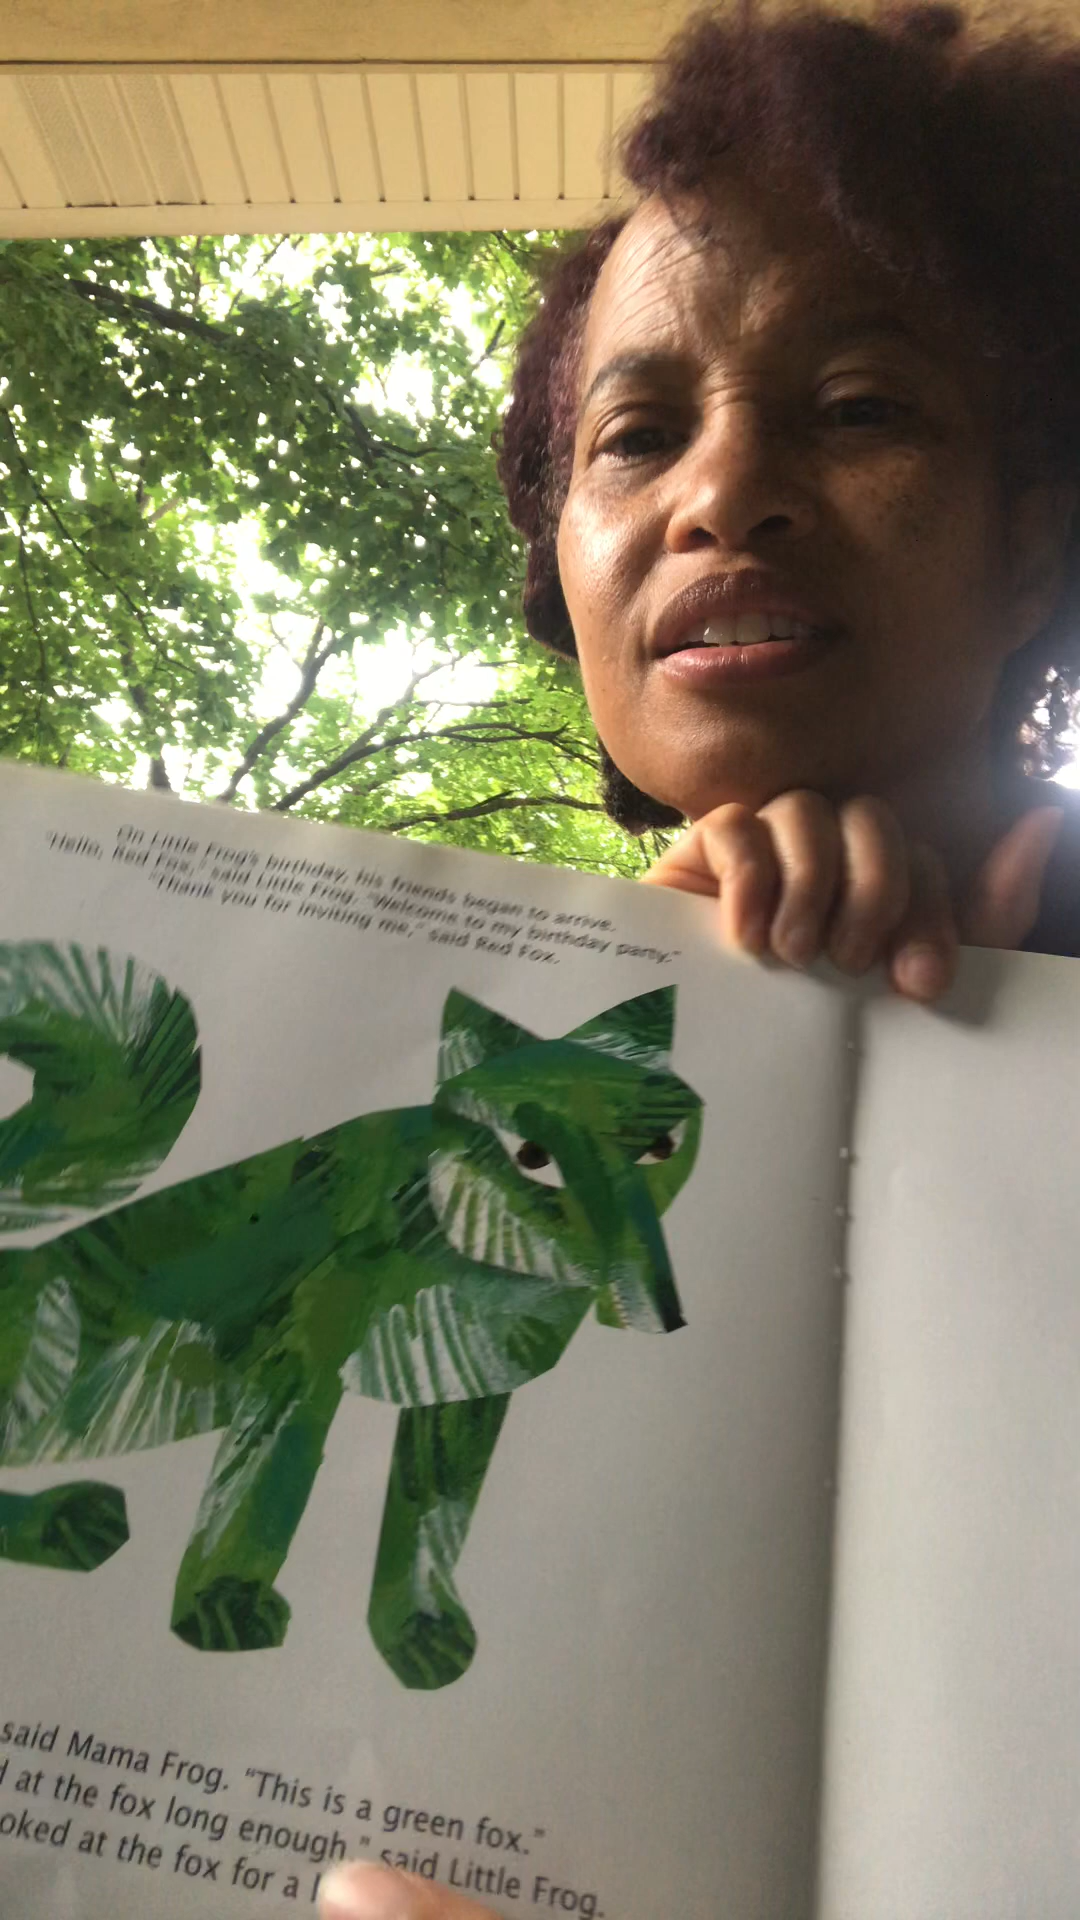 On Little Frog's birthday, his friends began to arrive.
"Hello, Red Fox," said Little Frog, "Welcome to my birthday party."
"Thank you for inviting me," said Red Fox.
said Mama Frog. "This is a green fox."
at the fox long enough," said Little Frog.
at the fox for a